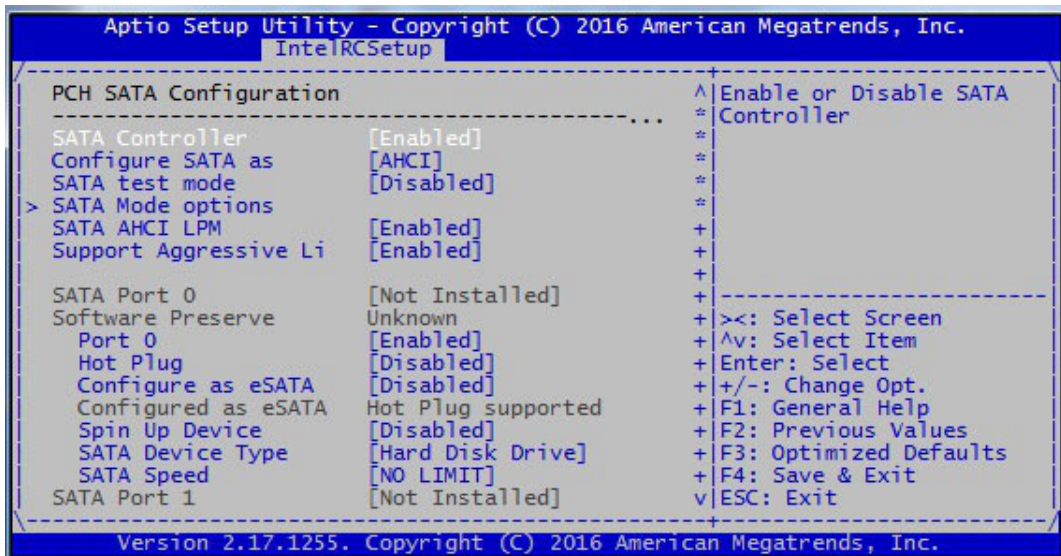 Aptio Setup Utility - Copyright (C) 2016 American Megatrends, Inc.
IntelRCSetup
PCH SATA Configuration
SATA Controller [Enabled]
Configure SATA as [AHCI]
SATA test mode [Disabled]
> SATA Mode options
SATA AHCI LPM [Enabled]
Support Aggressive Li [Enabled]
SATA Port 0 [Not Installed]
Software Preserve Unknown
Port 0 [Enabled]
Hot Plug [Disabled]
Configure as eSATA [Disabled]
Configured as eSATA Hot Plug supported
Spin Up Device [Disabled]
SATA Device Type [Hard Disk Drive]
SATA Speed [NO LIMIT]
SATA Port 1 [Not Installed]
Enable or Disable SATA
Controller
><: Select Screen
^v: Select Item
Enter: Select
+/-: Change Opt.
F1: General Help
F2: Previous Values
F3: Optimized Defaults
F4: Save & Exit
ESC: Exit
Version 2.17.1255. Copyright (C) 2016 American Megatrends, Inc.